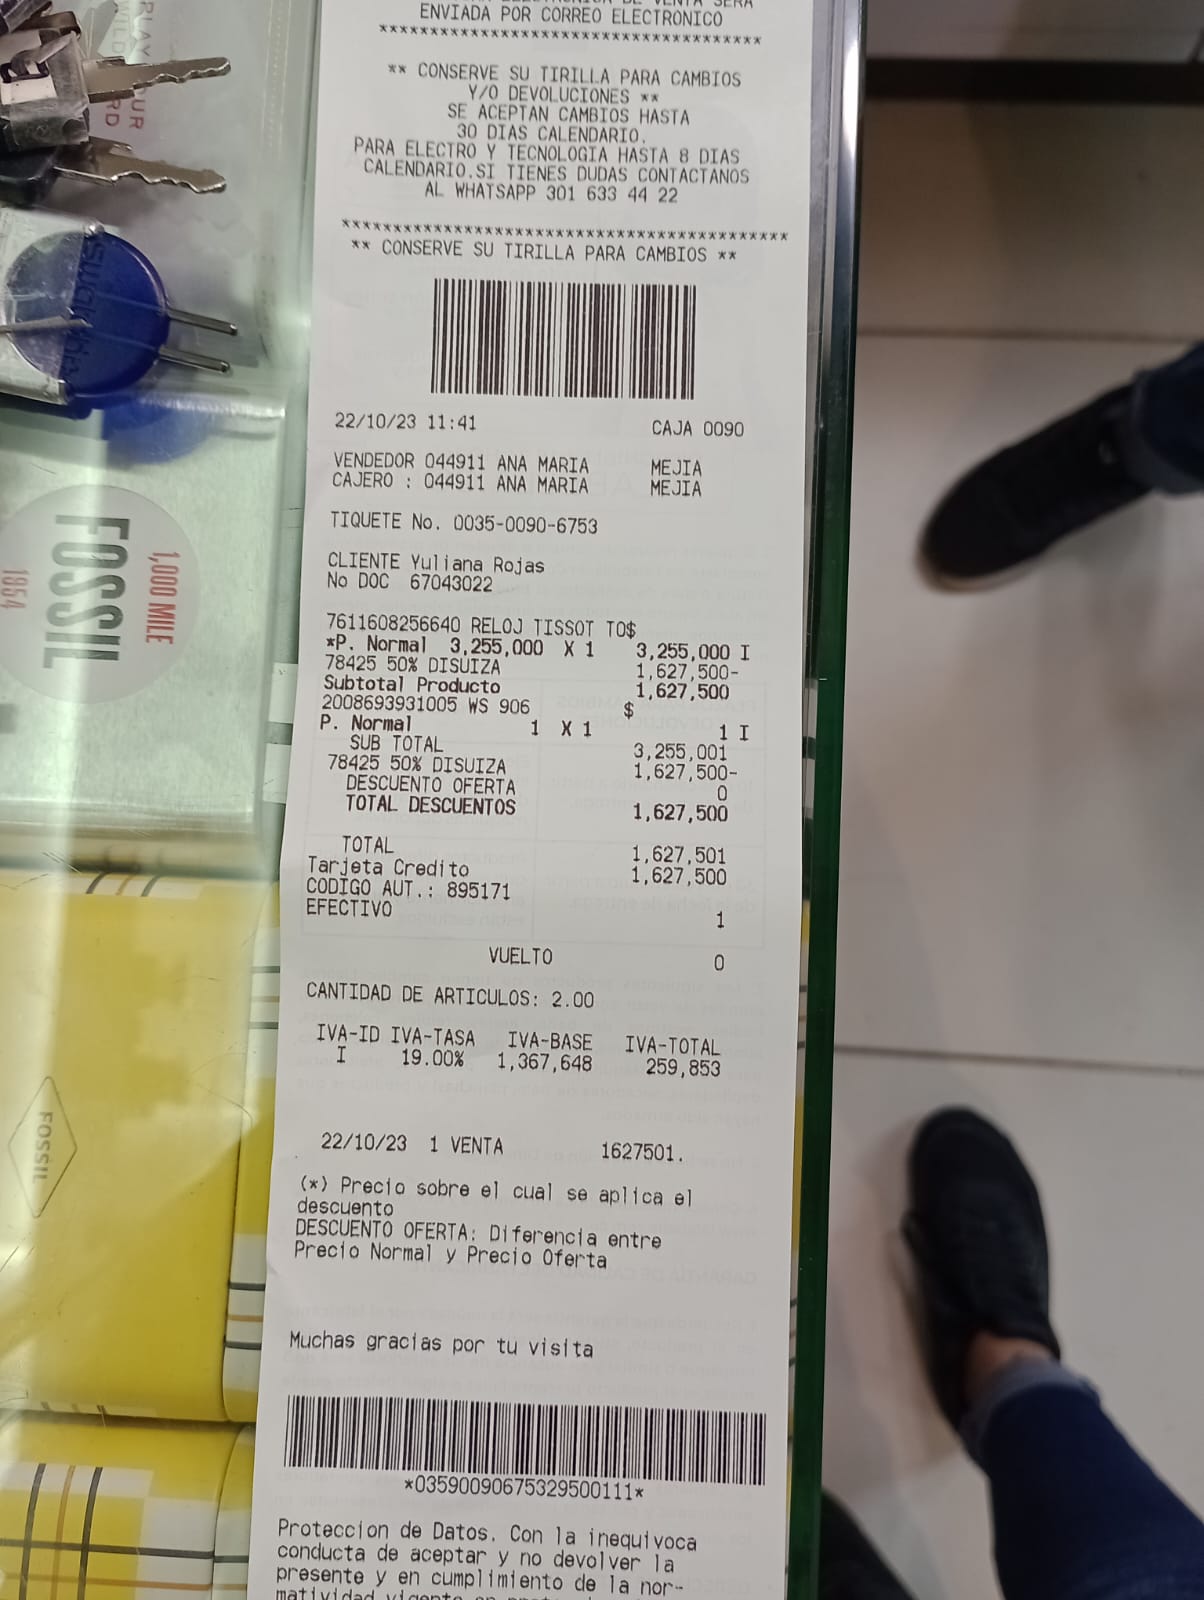 ENVIADA POR CORREO ELECTRONICO
**************************************
** CONSERVE SU TIRILLA PARA CAMBIOS
Y/O DEVOLUCIONES **
SE ACEPTAN CAMBIOS HASTA
30 DIAS CALENDARIO.
PARA ELECTRO Y TECNOLOGIA HASTA 8 DIAS
CALENDARIO.SI TIENES DUDAS CONTACTANOS
AL WHATSAPP 301 633 44 22
********************************************
** CONSERVE SU TIRILLA PARA CAMBIOS **
22/10/23 11:41 CAJA 0090
VENDEDOR 044911 ANA MARIA MEJIA
CAJERO : 044911 ANA MARIA MEJIA
TIQUETE No. 0035-0090-6753
CLIENTE Yuliana Rojas
No DOC 67043022
7611608256640 RELOJ TISSOT TO$
*P. Normal 3,255,000 X 1 3,255,000 I
78425 50% DISUIZA 1,627,500-
Subtotal Producto 1,627,500
2008693931005 WS 906 $
P. Normal 1 X 1 1 I
SUB TOTAL 3,255,001
78425 50% DISUIZA 1,627,500-
DESCUENTO OFERTA 0
TOTAL DESCUENTOS 1,627,500
TOTAL 1,627,501
Tarjeta Credito 1,627,500
CODIGO AUT.: 895171
EFECTIVO 1
VUELTO 0
CANTIDAD DE ARTICULOS: 2.00
IVA-ID IVA-TASA IVA-BASE IVA-TOTAL
I 19.00% 1,367,648 259,853
22/10/23 1 VENTA 1627501.
(*) Precio sobre el cual se aplica el
descuento
DESCUENTO OFERTA: Diferencia entre
Precio Normal y Precio Oferta
Muchas gracias por tu visita
*03590090675329500111*
Proteccion de Datos. Con la inequivoca
conducta de aceptar y no devolver la
presente y en cumplimiento de la nor-
1,000 MILE
FOSSIL
1954
FOSSIL